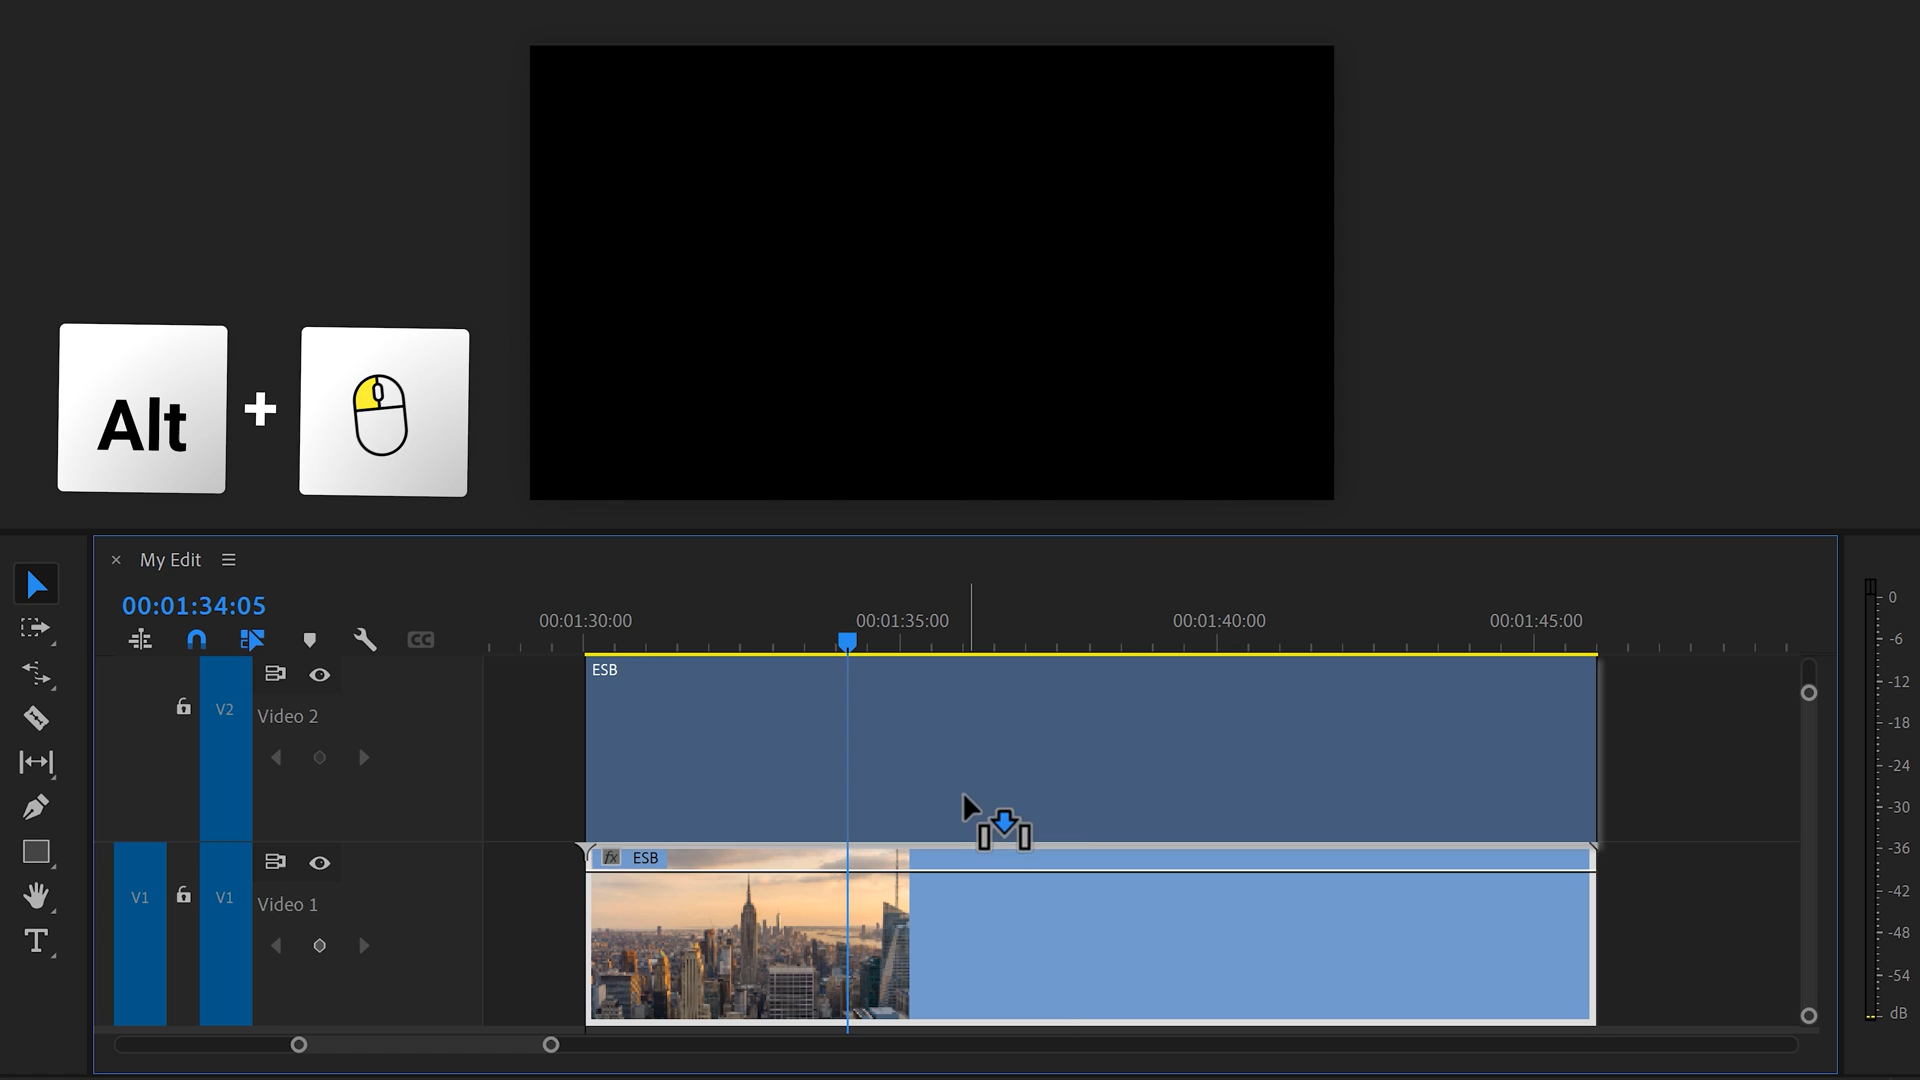 Alt
+
My Edit
00:01:34:05
CC
00:01:30:00
00:01:35:00
00:01:40:00
00:01:45:00
V2
Video 2
ESB
V1
V1
Video 1
fx
ESB
T
0
-6
-12
-18
-24
-30
-36
-42
-48
-54
dB